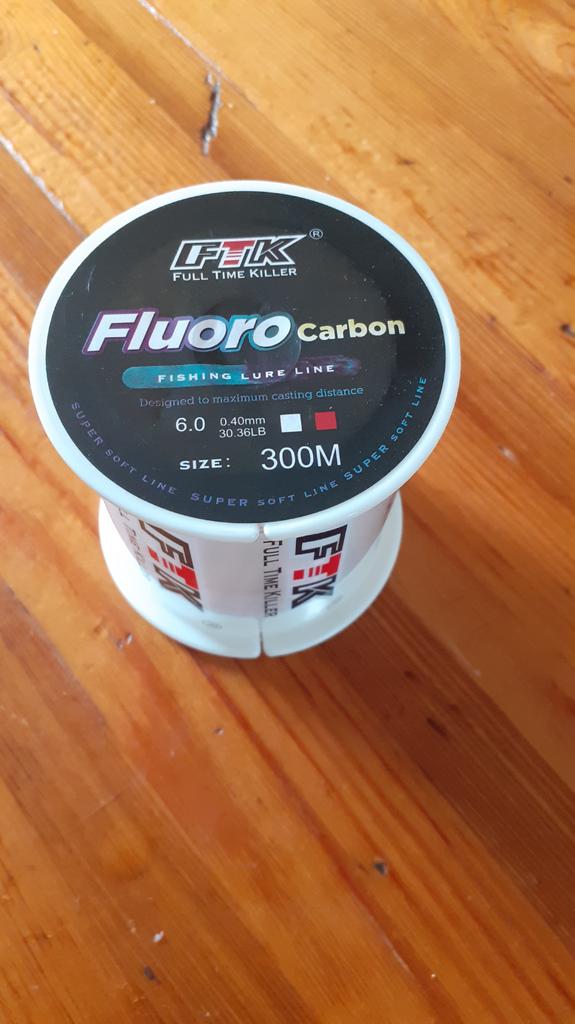 FTK®
FULL TIME KILLER
Fluoro Carbon
FISHING LURE LINE
Designed to maximum casting distance
6.0 0.40mm
30.36LB
SIZE: 300M
SUPER SOFT LINE SUPER SOFT LINE SUPER SOFT LINE
FTK
FTK
FULL TIME KILLER